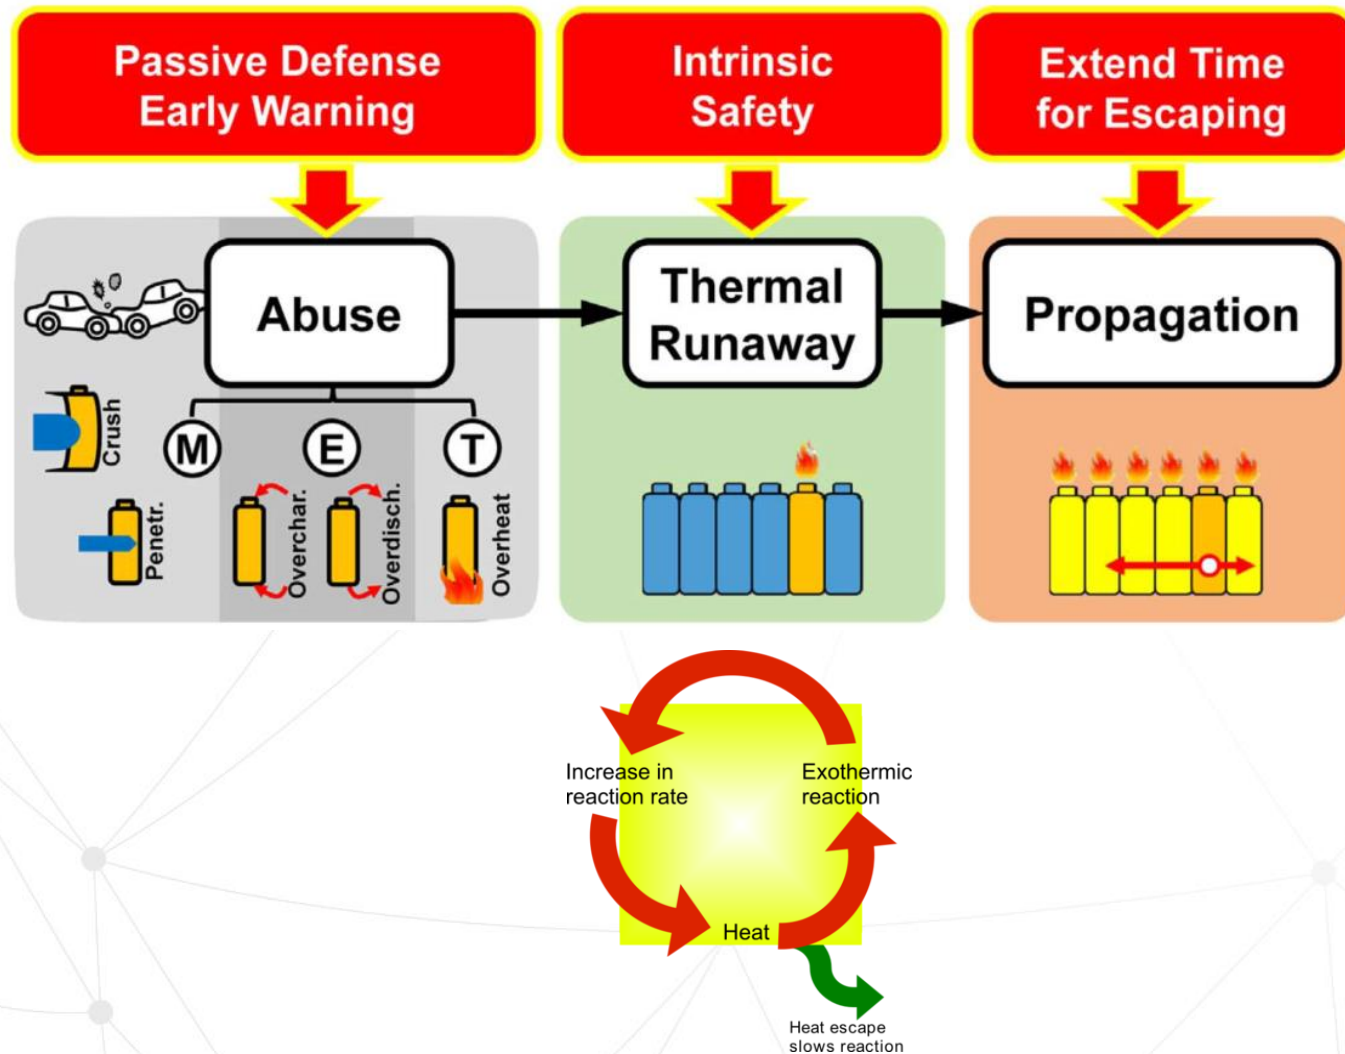 Passive Defense
Early Warning
Intrinsic
Safety
Extend Time
for Escaping
Abuse
Thermal
Runaway
Propagation
Crush
M
E
T
Penetr.
Overchar.
Overdisch.
Overheat
Increase in
reaction rate
Exothermic
reaction
Heat
Heat escape
slows reaction